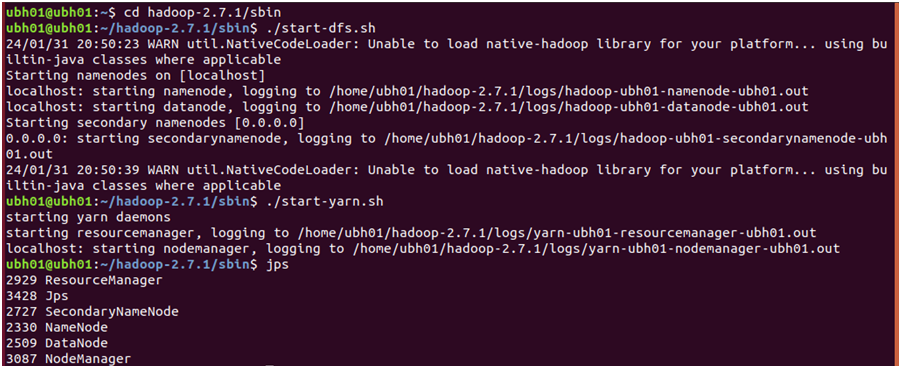 ubh01@ubh01:~$ cd hadoop-2.7.1/sbin
ubh01@ubh01:~/hadoop-2.7.1/sbin$ ./start-dfs.sh
24/01/31 20:50:23 WARN util.NativeCodeLoader: Unable to load native-hadoop library for your platform... using bu
iltin-java classes where applicable
Starting namenodes on [localhost]
localhost: starting namenode, logging to /home/ubh01/hadoop-2.7.1/logs/hadoop-ubh01-namenode-ubh01.out
localhost: starting datanode, logging to /home/ubh01/hadoop-2.7.1/logs/hadoop-ubh01-datanode-ubh01.out
Starting secondary namenodes [0.0.0.0]
0.0.0.0: starting secondarynamenode, logging to /home/ubh01/hadoop-2.7.1/logs/hadoop-ubh01-secondarynamenode-ubh
01.out
24/01/31 20:50:39 WARN util.NativeCodeLoader: Unable to load native-hadoop library for your platform... using bu
iltin-java classes where applicable
ubh01@ubh01:~/hadoop-2.7.1/sbin$ ./start-yarn.sh
starting yarn daemons
starting resourcemanager, logging to /home/ubh01/hadoop-2.7.1/logs/yarn-ubh01-resourcemanager-ubh01.out
localhost: starting nodemanager, logging to /home/ubh01/hadoop-2.7.1/logs/yarn-ubh01-nodemanager-ubh01.out
ubh01@ubh01:~/hadoop-2.7.1/sbin$ jps
2929 ResourceManager
3428 Jps
2727 SecondaryNameNode
2330 NameNode
2509 DataNode
3087 NodeManager